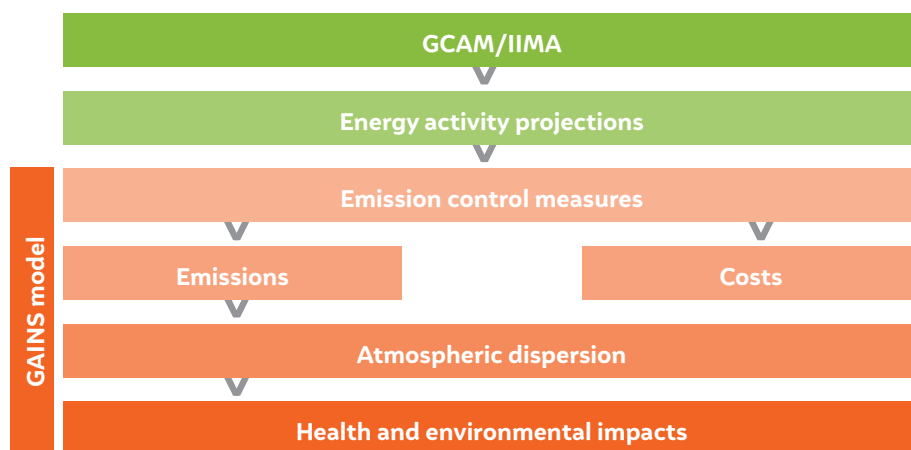 GCAM/IIMA
Energy activity projections
GAINS model
Emission control measures
Emissions
Costs
Atmospheric dispersion
Health and environmental impacts